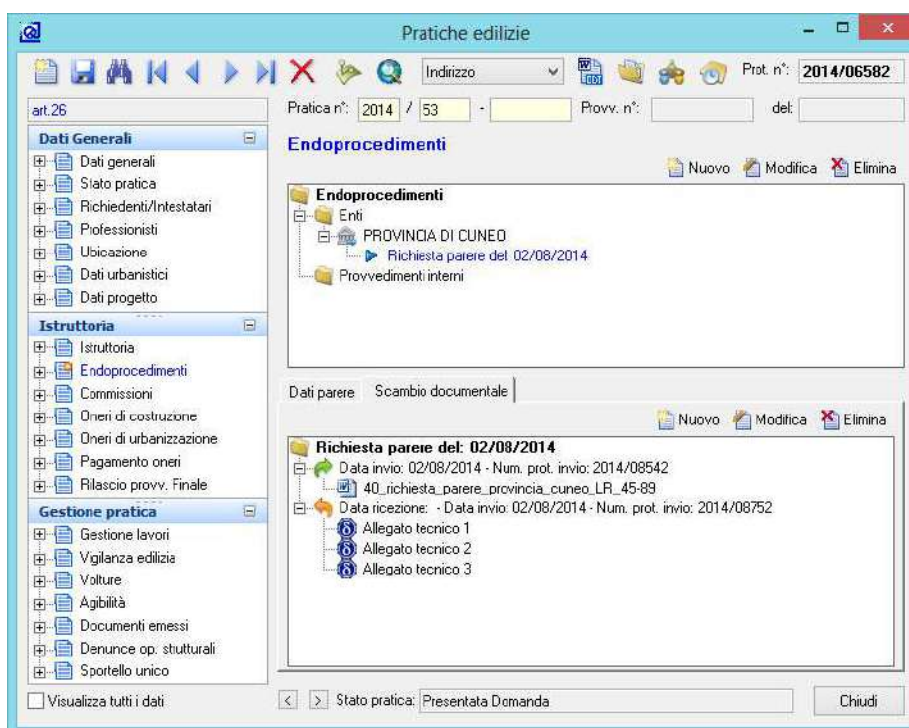 Pratiche edilizie
Indirizzo
Prot. n°: 2014/06582
art.26
Pratica n°: 2014 / 53 -
Provv. n°:
del:
Dati Generali
Dati generali
Stato pratica
Richiedenti/Intestatari
Professionisti
Ubicazione
Dati urbanistici
Dati progetto
Istruttoria
Istruttoria
Endoprocedimenti
Commissioni
Oneri di costruzione
Oneri di urbanizzazione
Pagamento oneri
Rilascio provv. Finale
Gestione pratica
Gestione lavori
Vigilanza edilizia
Volture
Agibilità
Documenti emessi
Denunce op. strutturali
Sportello unico
Visualizza tutti i dati
Endoprocedimenti
Nuovo Modifica Elimina
Endoprocedimenti
Enti
PROVINCIA DI CUNEO
Richiesta parere del 02/08/2014
Provvedimenti interni
Dati parere Scambio documentale
Nuovo Modifica Elimina
Richiesta parere del: 02/08/2014
Data invio: 02/08/2014 - Num. prot. invio: 2014/08542
40_richiesta_parere_provincia_cuneo_LR_45-89
Data ricezione: - Data invio: 02/08/2014 - Num. prot. invio: 2014/08752
Allegato tecnico 1
Allegato tecnico 2
Allegato tecnico 3
< > Stato pratica: Presentata Domanda
Chiudi